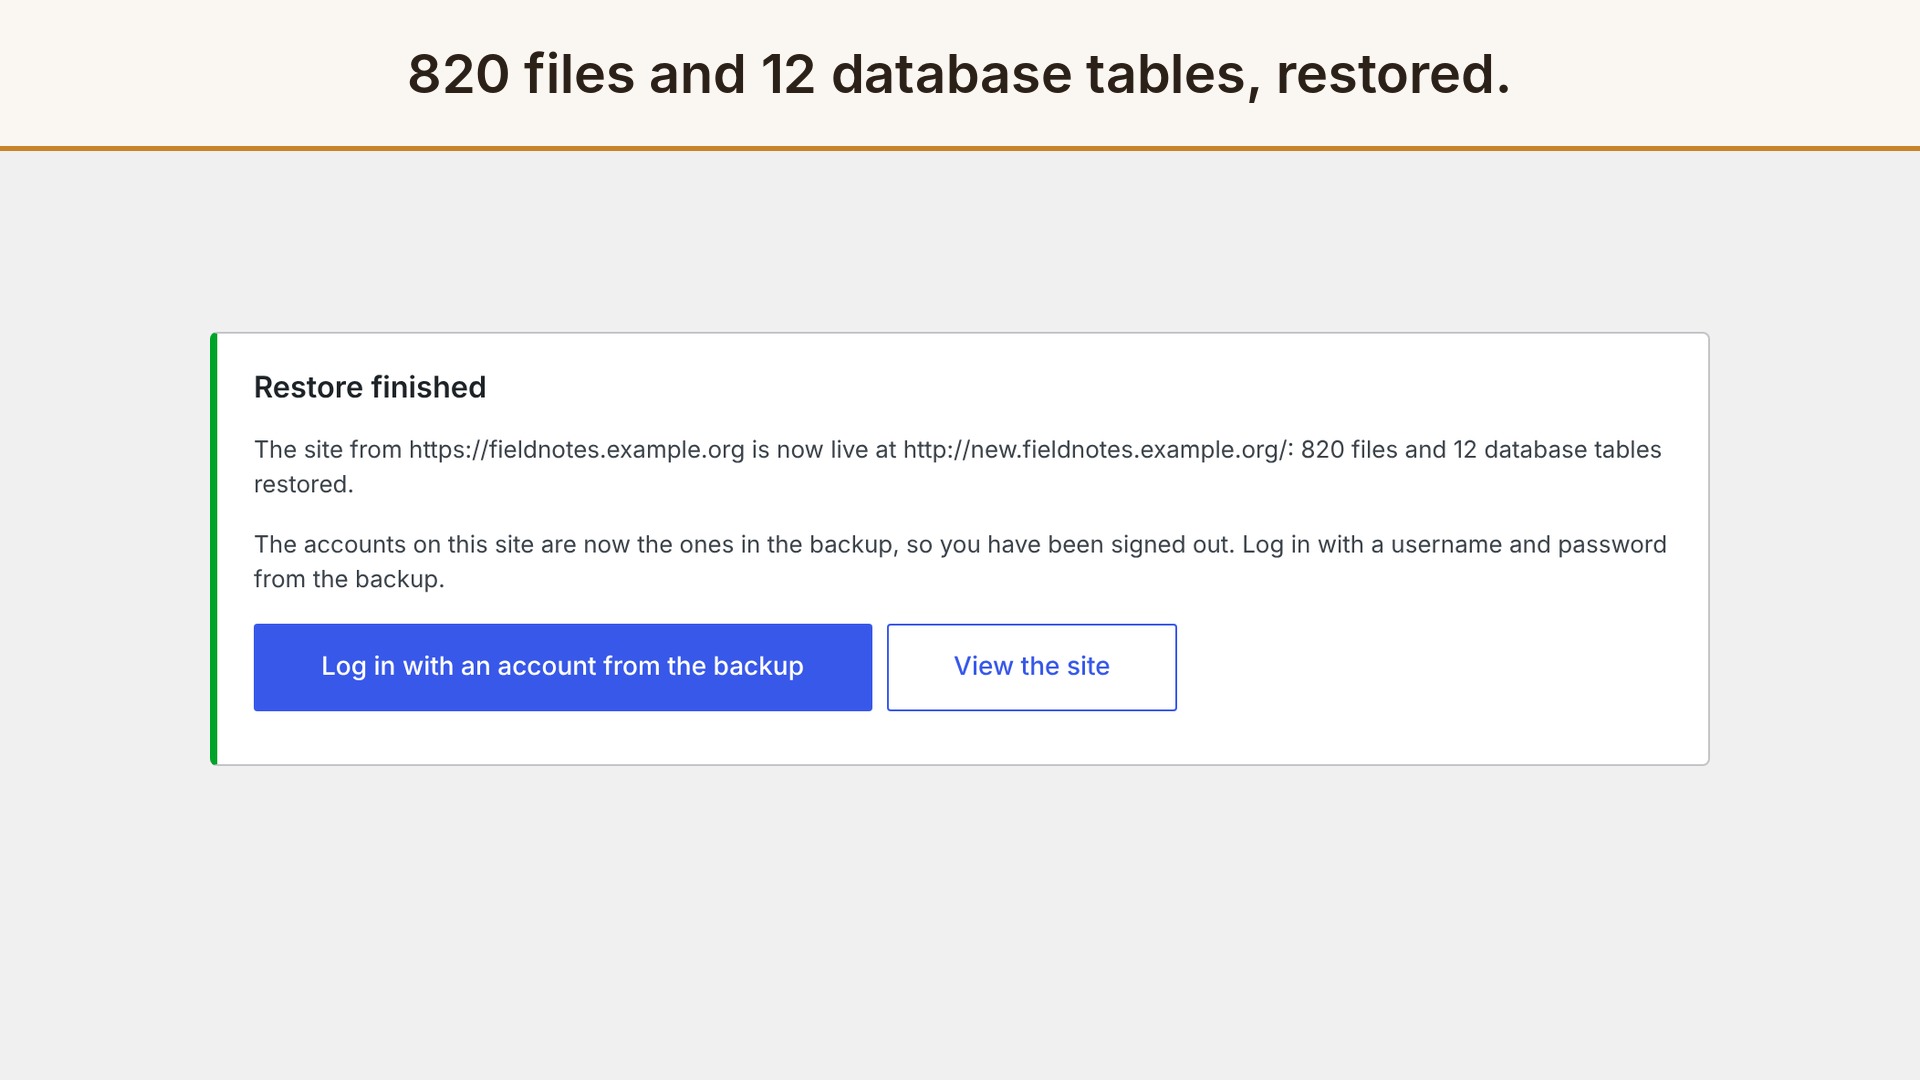 820 files and 12 database tables, restored.
Restore finished
The site from https://fieldnotes.example.org is now live at http://new.fieldnotes.example.org/: 820 files and 12 database tables
restored.
The accounts on this site are now the ones in the backup, so you have been signed out. Log in with a username and password
from the backup.
Log in with an account from the backup
View the site